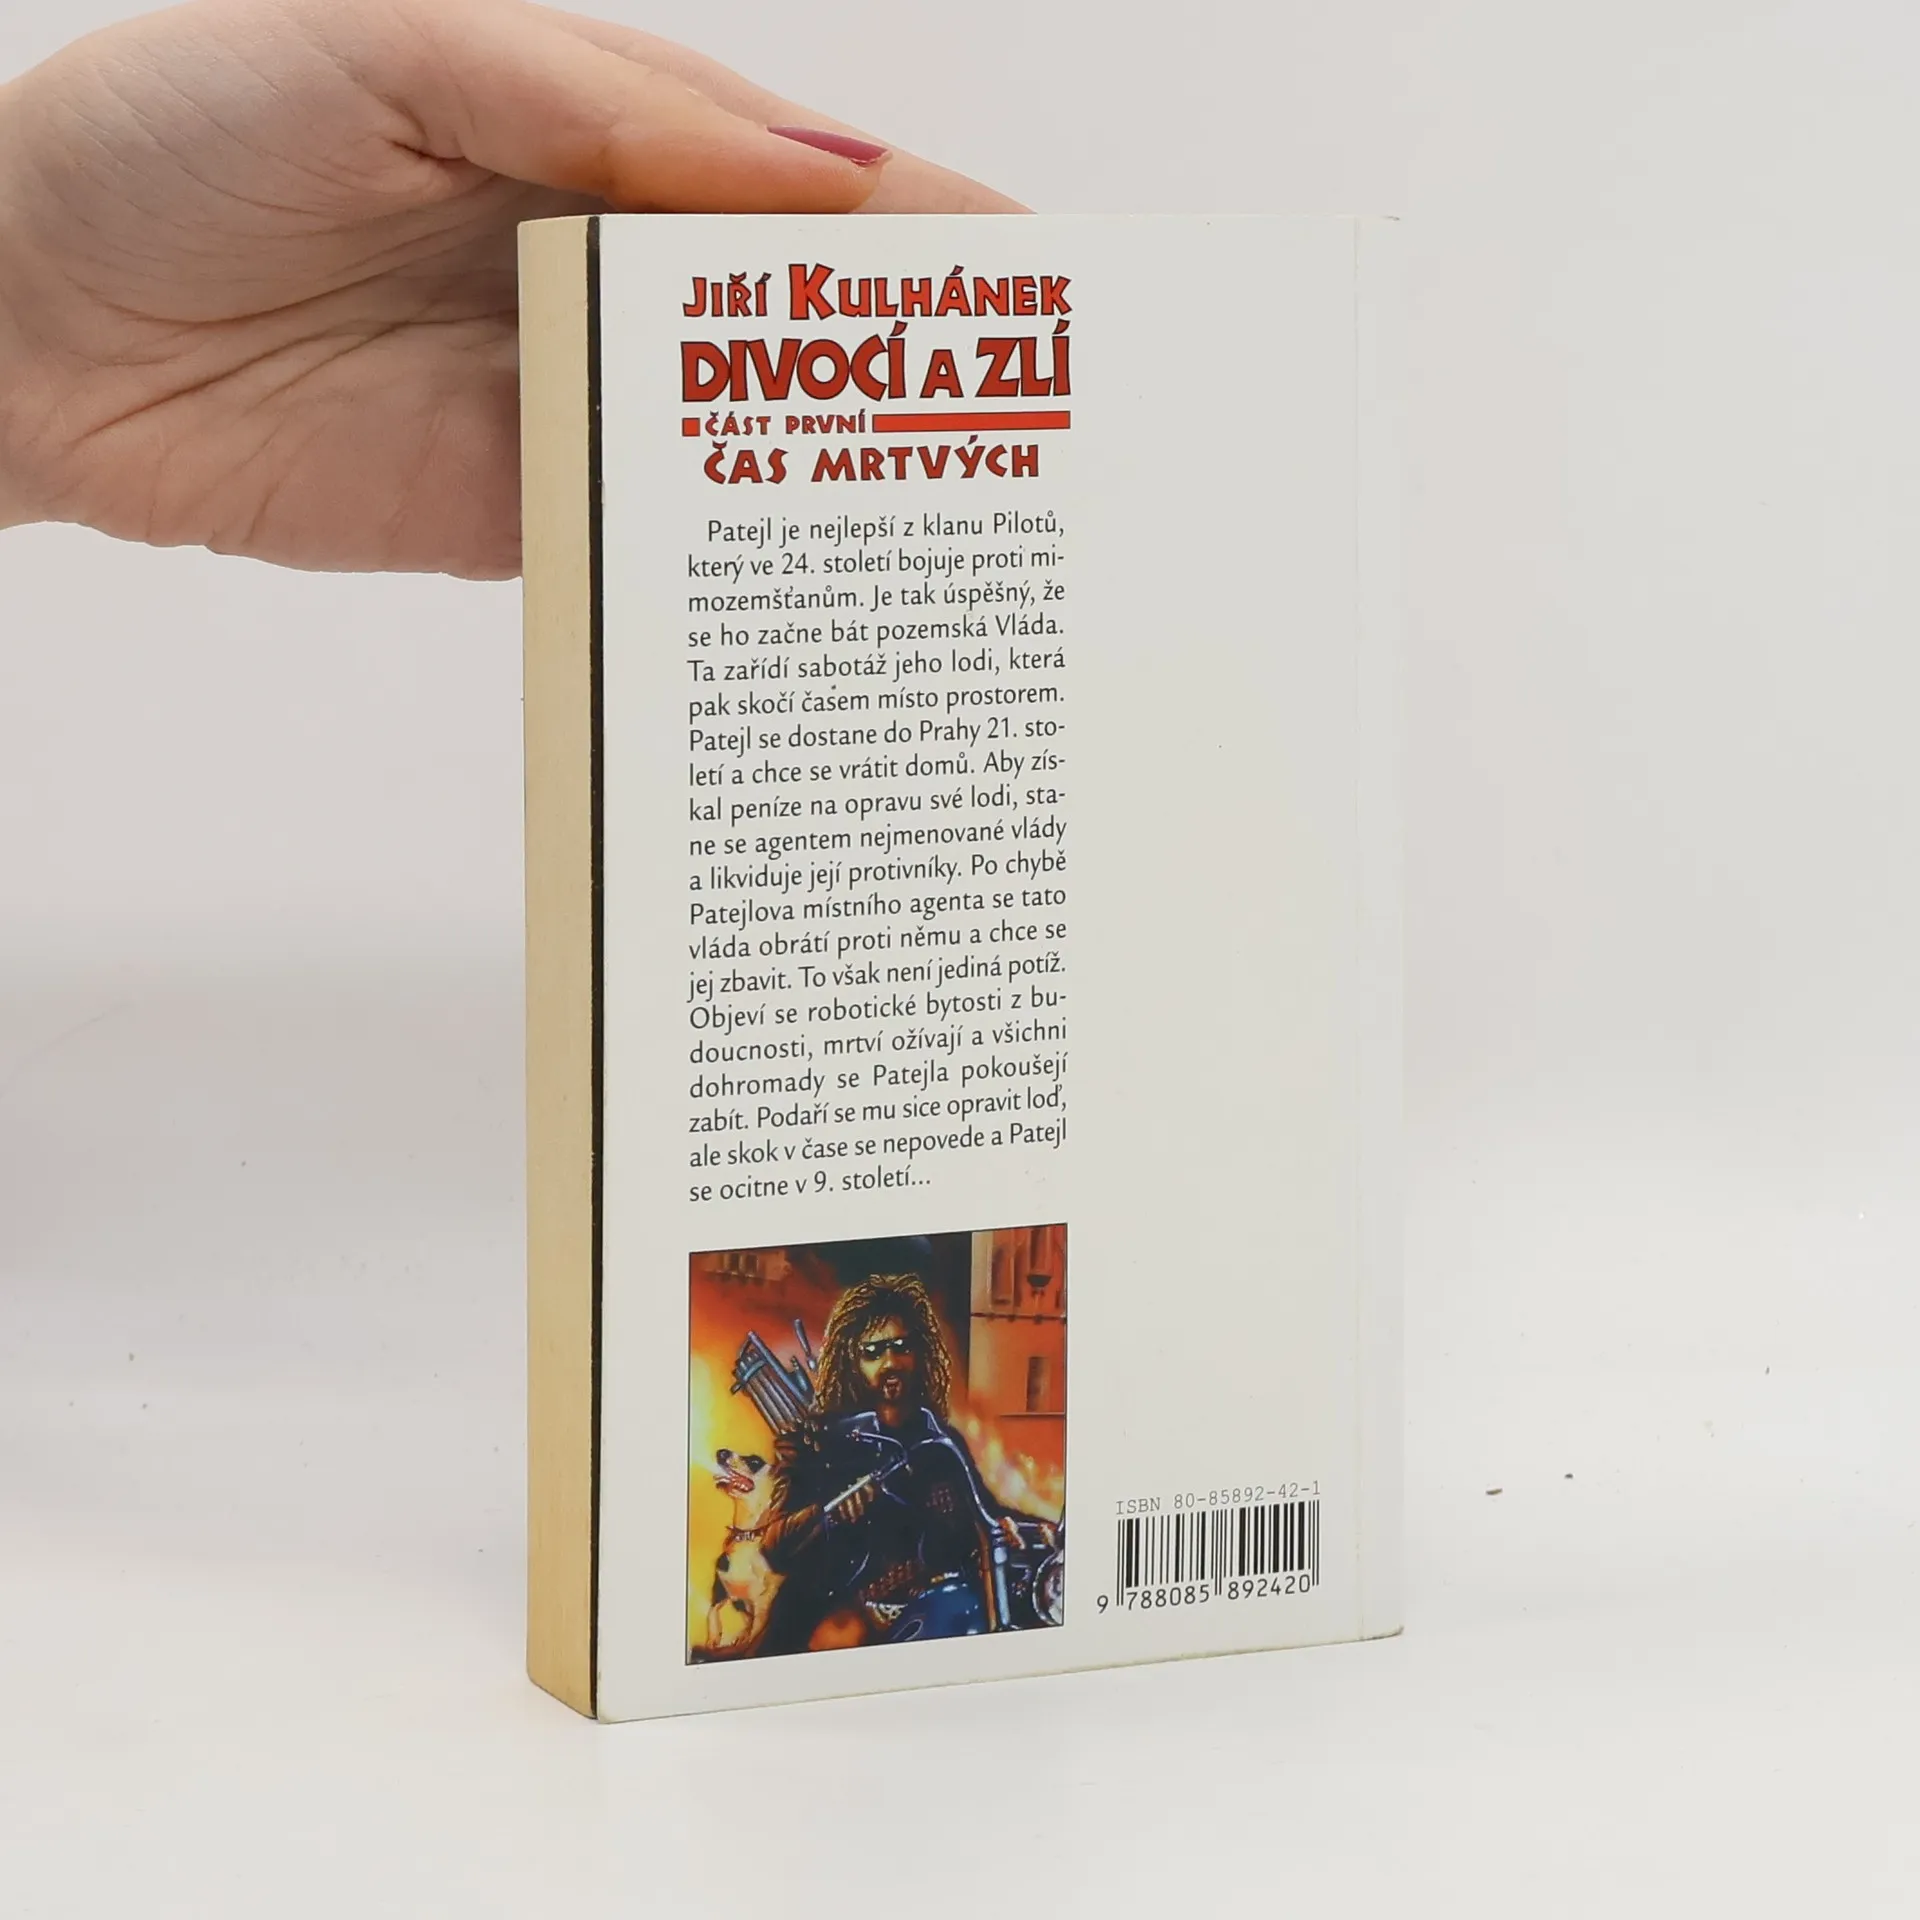 JIŘÍ KULHÁNEK
DIVOCÍ A ZLÍ
ČÁST PRVNÍ
ČAS MRTVÝCH
Patejl je nejlepší z klanu Pilotů,
který ve 24. století bojuje proti mi-
mozemšťanům. Je tak úspěšný, že
se ho začne bát pozemská Vláda.
Ta zařídí sabotáž jeho lodi, která
pak skočí časem místo prostorem.
Patejl se dostane do Prahy 21. sto-
letí a chce se vrátit domů. Aby zís-
kal peníze na opravu své lodi, sta-
ne se agentem nejmenované vlády
a likviduje její protivníky. Po chybě
Patejlova místního agenta se tato
vláda obrátí proti němu a chce se
jej zbavit. To však není jediná potíž.
Objeví se robotické bytosti z bu-
doucnosti, mrtví ožívají a všichni
dohromady se Patejla pokoušejí
zabít. Podaří se mu sice opravit loď,
ale skok v čase se nepovede a Patejl
se ocitne v 9. století...
ISBN 80-85892-42-1
9 788085 892420